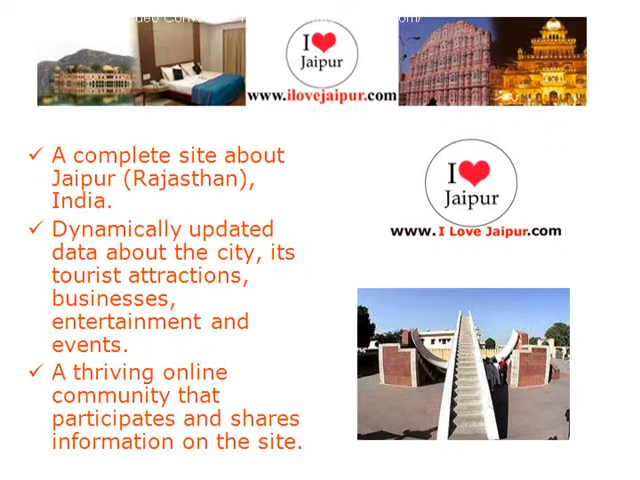 I
Jaipur
www.ilovejaipur.com
A complete site about
Jaipur (Rajasthan),
India.
Dynamically updated
data about the city, its
tourist attractions,
businesses,
entertainment and
events.
A thriving online
community that
participates and shares
information on the site.
I
Jaipur
www.I Love Jaipur.com